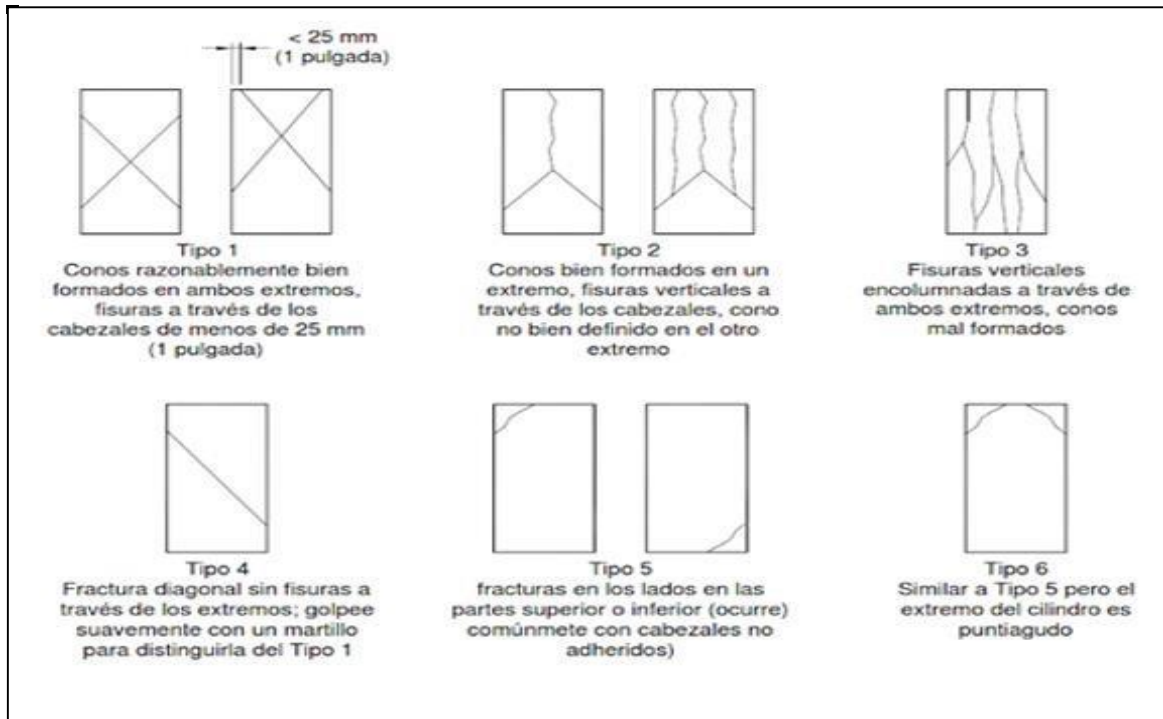 < 25 mm
(1 pulgada)
Tipo 1
Conos razonablemente bien
formados en ambos extremos,
fisuras a través de los
cabezales de menos de 25 mm
(1 pulgada)
Tipo 2
Conos bien formados en un
extremo, fisuras verticales a
través de los cabezales, cono
no bien definido en el otro
extremo
Tipo 3
Fisuras verticales
encolumnadas a través de
ambos extremos, conos
mal formados
Tipo 4
Fractura diagonal sin fisuras a
través de los extremos; golpee
suavemente con un martillo
para distinguirla del Tipo 1
Tipo 5
fracturas en los lados en las
partes superior o inferior (ocurre)
comúnmete con cabezales no
adheridos)
Tipo 6
Similar a Tipo 5 pero el
extremo del cilindro es
puntiagudo